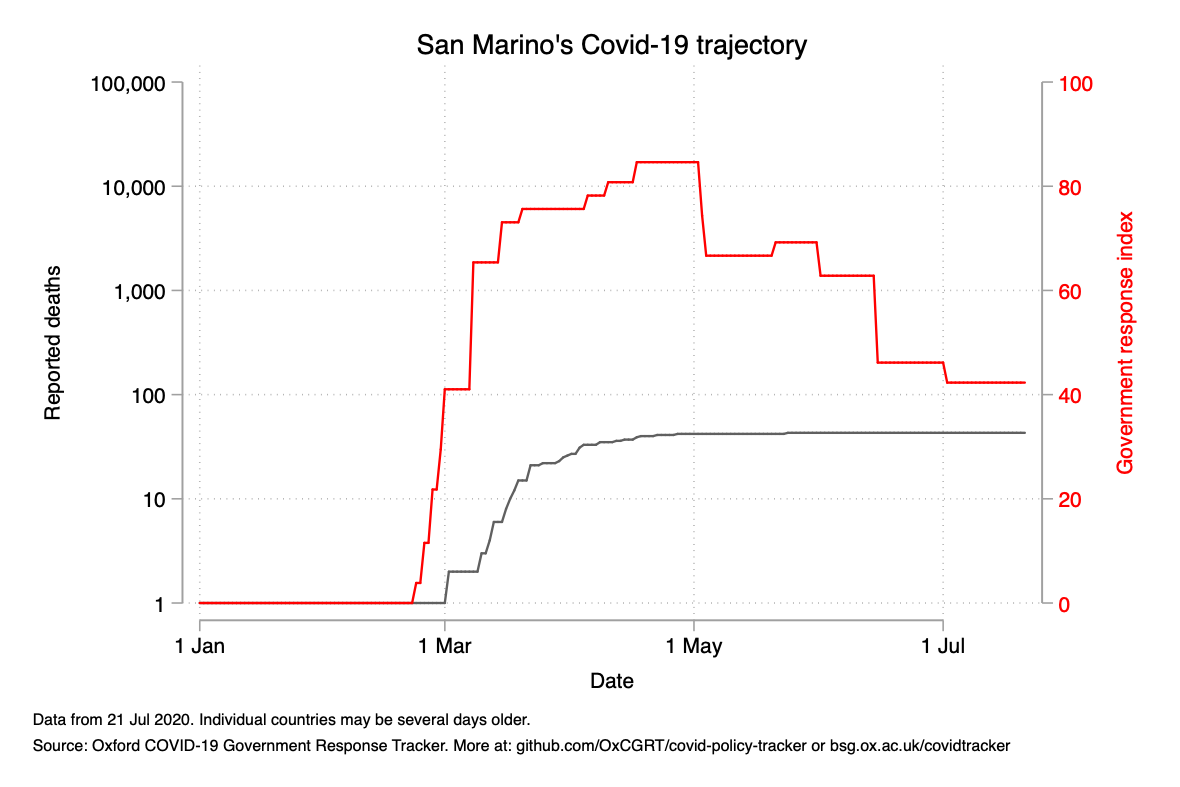 San Marino's Covid-19 trajectory
100,000
10,000
1,000
100
10
1
Reported deaths
100
80
60
40
20
0
Government response index
1 Jan
1 Mar
1 May
1 Jul
Date
Data from 21 Jul 2020. Individual countries may be several days older.
Source: Oxford COVID-19 Government Response Tracker. More at: github.com/OxCGRT/covid-policy-tracker or bsg.ox.ac.uk/covidtracker